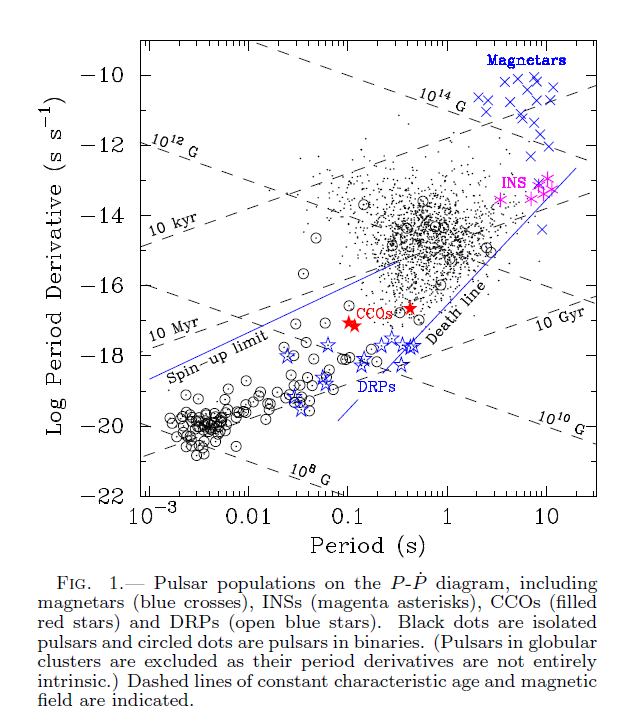 Magnetars
10¹⁴ G
10¹² G
INS
10 kyr
10 Myr
Spin-up limit
CCOs
Death line
10 Gyr
DRPs
10¹⁰ G
10⁸ G
Log Period Derivative (s s⁻¹)
−10
−12
−14
−16
−18
−20
−22
10⁻³ 0.01 0.1 1 10
Period (s)
Fig. 1.— Pulsar populations on the P-Ṗ diagram, including
magnetars (blue crosses), INSs (magenta asterisks), CCOs (filled
red stars) and DRPs (open blue stars). Black dots are isolated
pulsars and circled dots are pulsars in binaries. (Pulsars in globular
clusters are excluded as their period derivatives are not entirely
intrinsic.) Dashed lines of constant characteristic age and magnetic
field are indicated.